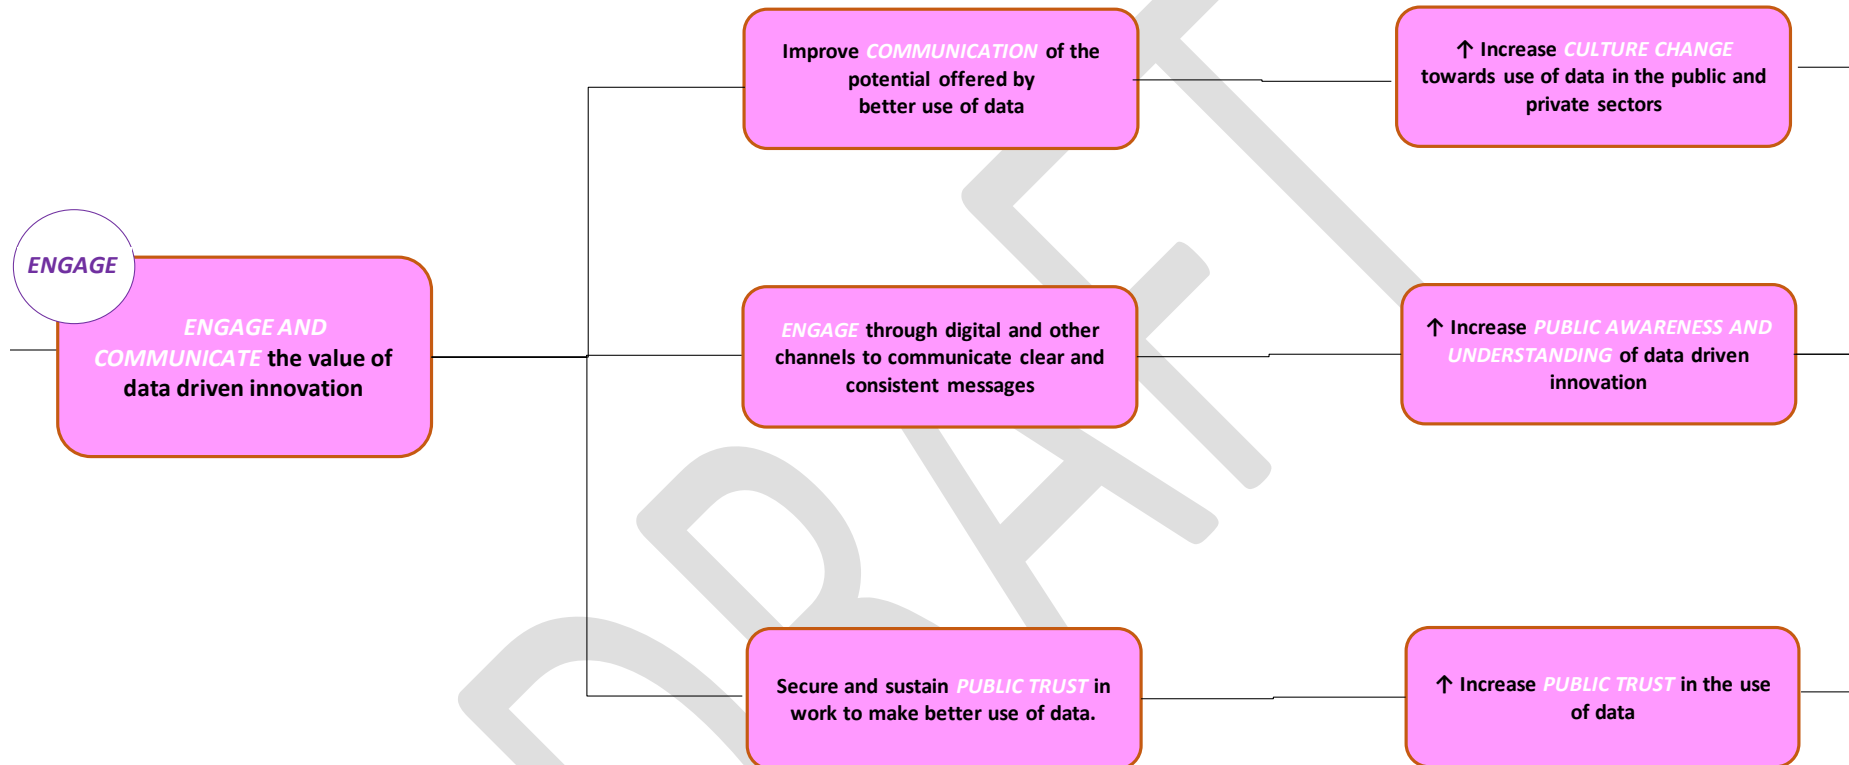 ENGAGE
ENGAGE AND
COMMUNICATE the value of
data driven innovation
Improve COMMUNICATION of the
potential offered by
better use of data
↑ Increase CULTURE CHANGE
towards use of data in the public and
private sectors
ENGAGE through digital and other
channels to communicate clear and
consistent messages
↑ Increase PUBLIC AWARENESS AND
UNDERSTANDING of data driven
innovation
Secure and sustain PUBLIC TRUST in
work to make better use of data.
↑ Increase PUBLIC TRUST in the use
of data
DRAFT